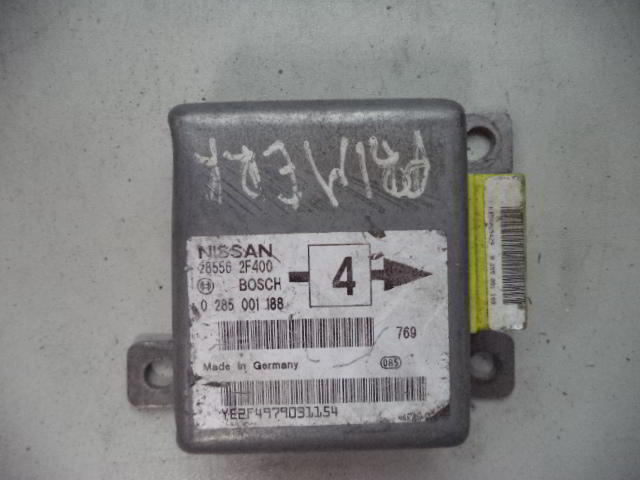 PRIMERA
NISSAN
28556 2F400
BOSCH
0 285 001 188
4
769
Made in Germany
085
YE2F4979031154